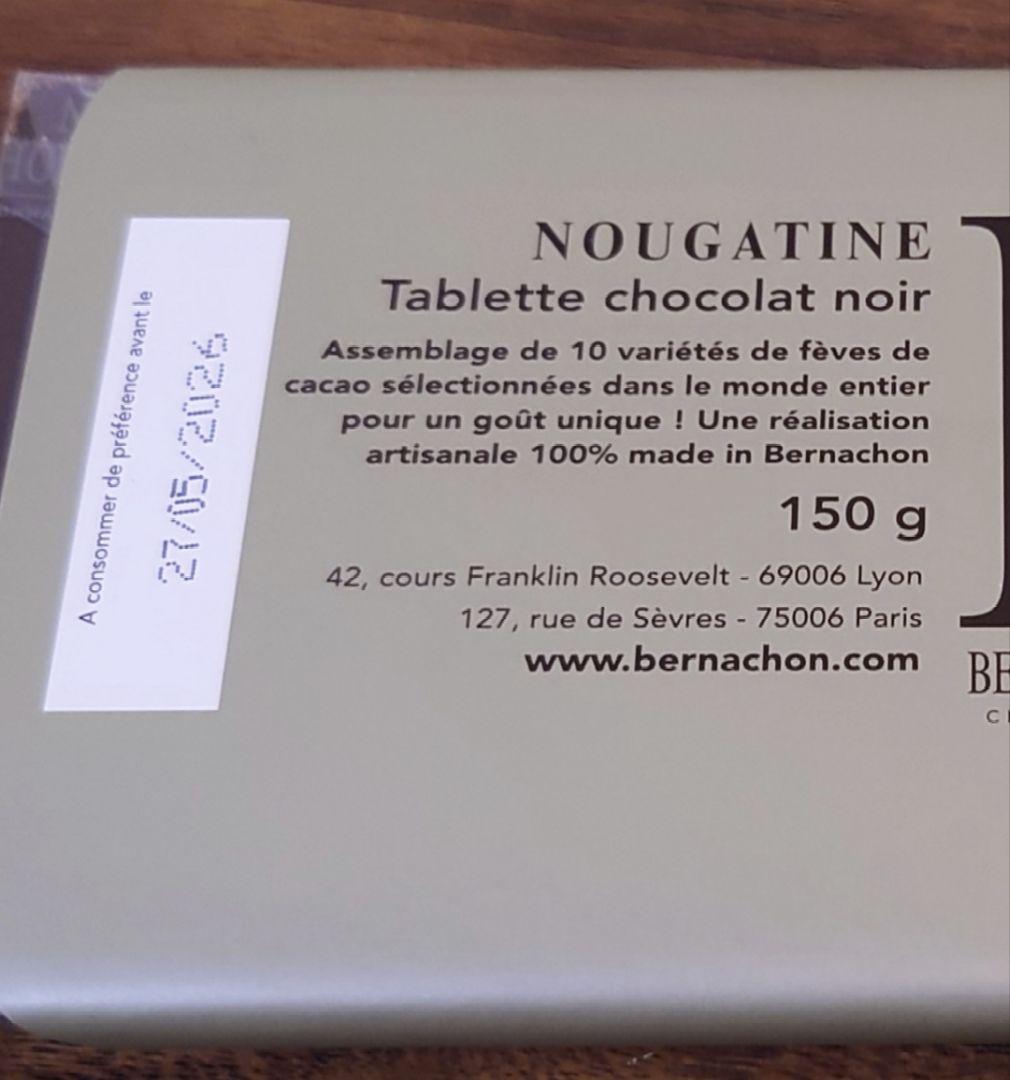 A consommer de préférence avant le
27/05/2026
NOUGATINE
Tablette chocolat noir
Assemblage de 10 variétés de fèves de
cacao sélectionnées dans le monde entier
pour un goût unique ! Une réalisation
artisanale 100% made in Bernachon
150 g
42, cours Franklin Roosevelt - 69006 Lyon
127, rue de Sèvres - 75006 Paris
www.bernachon.com
BE